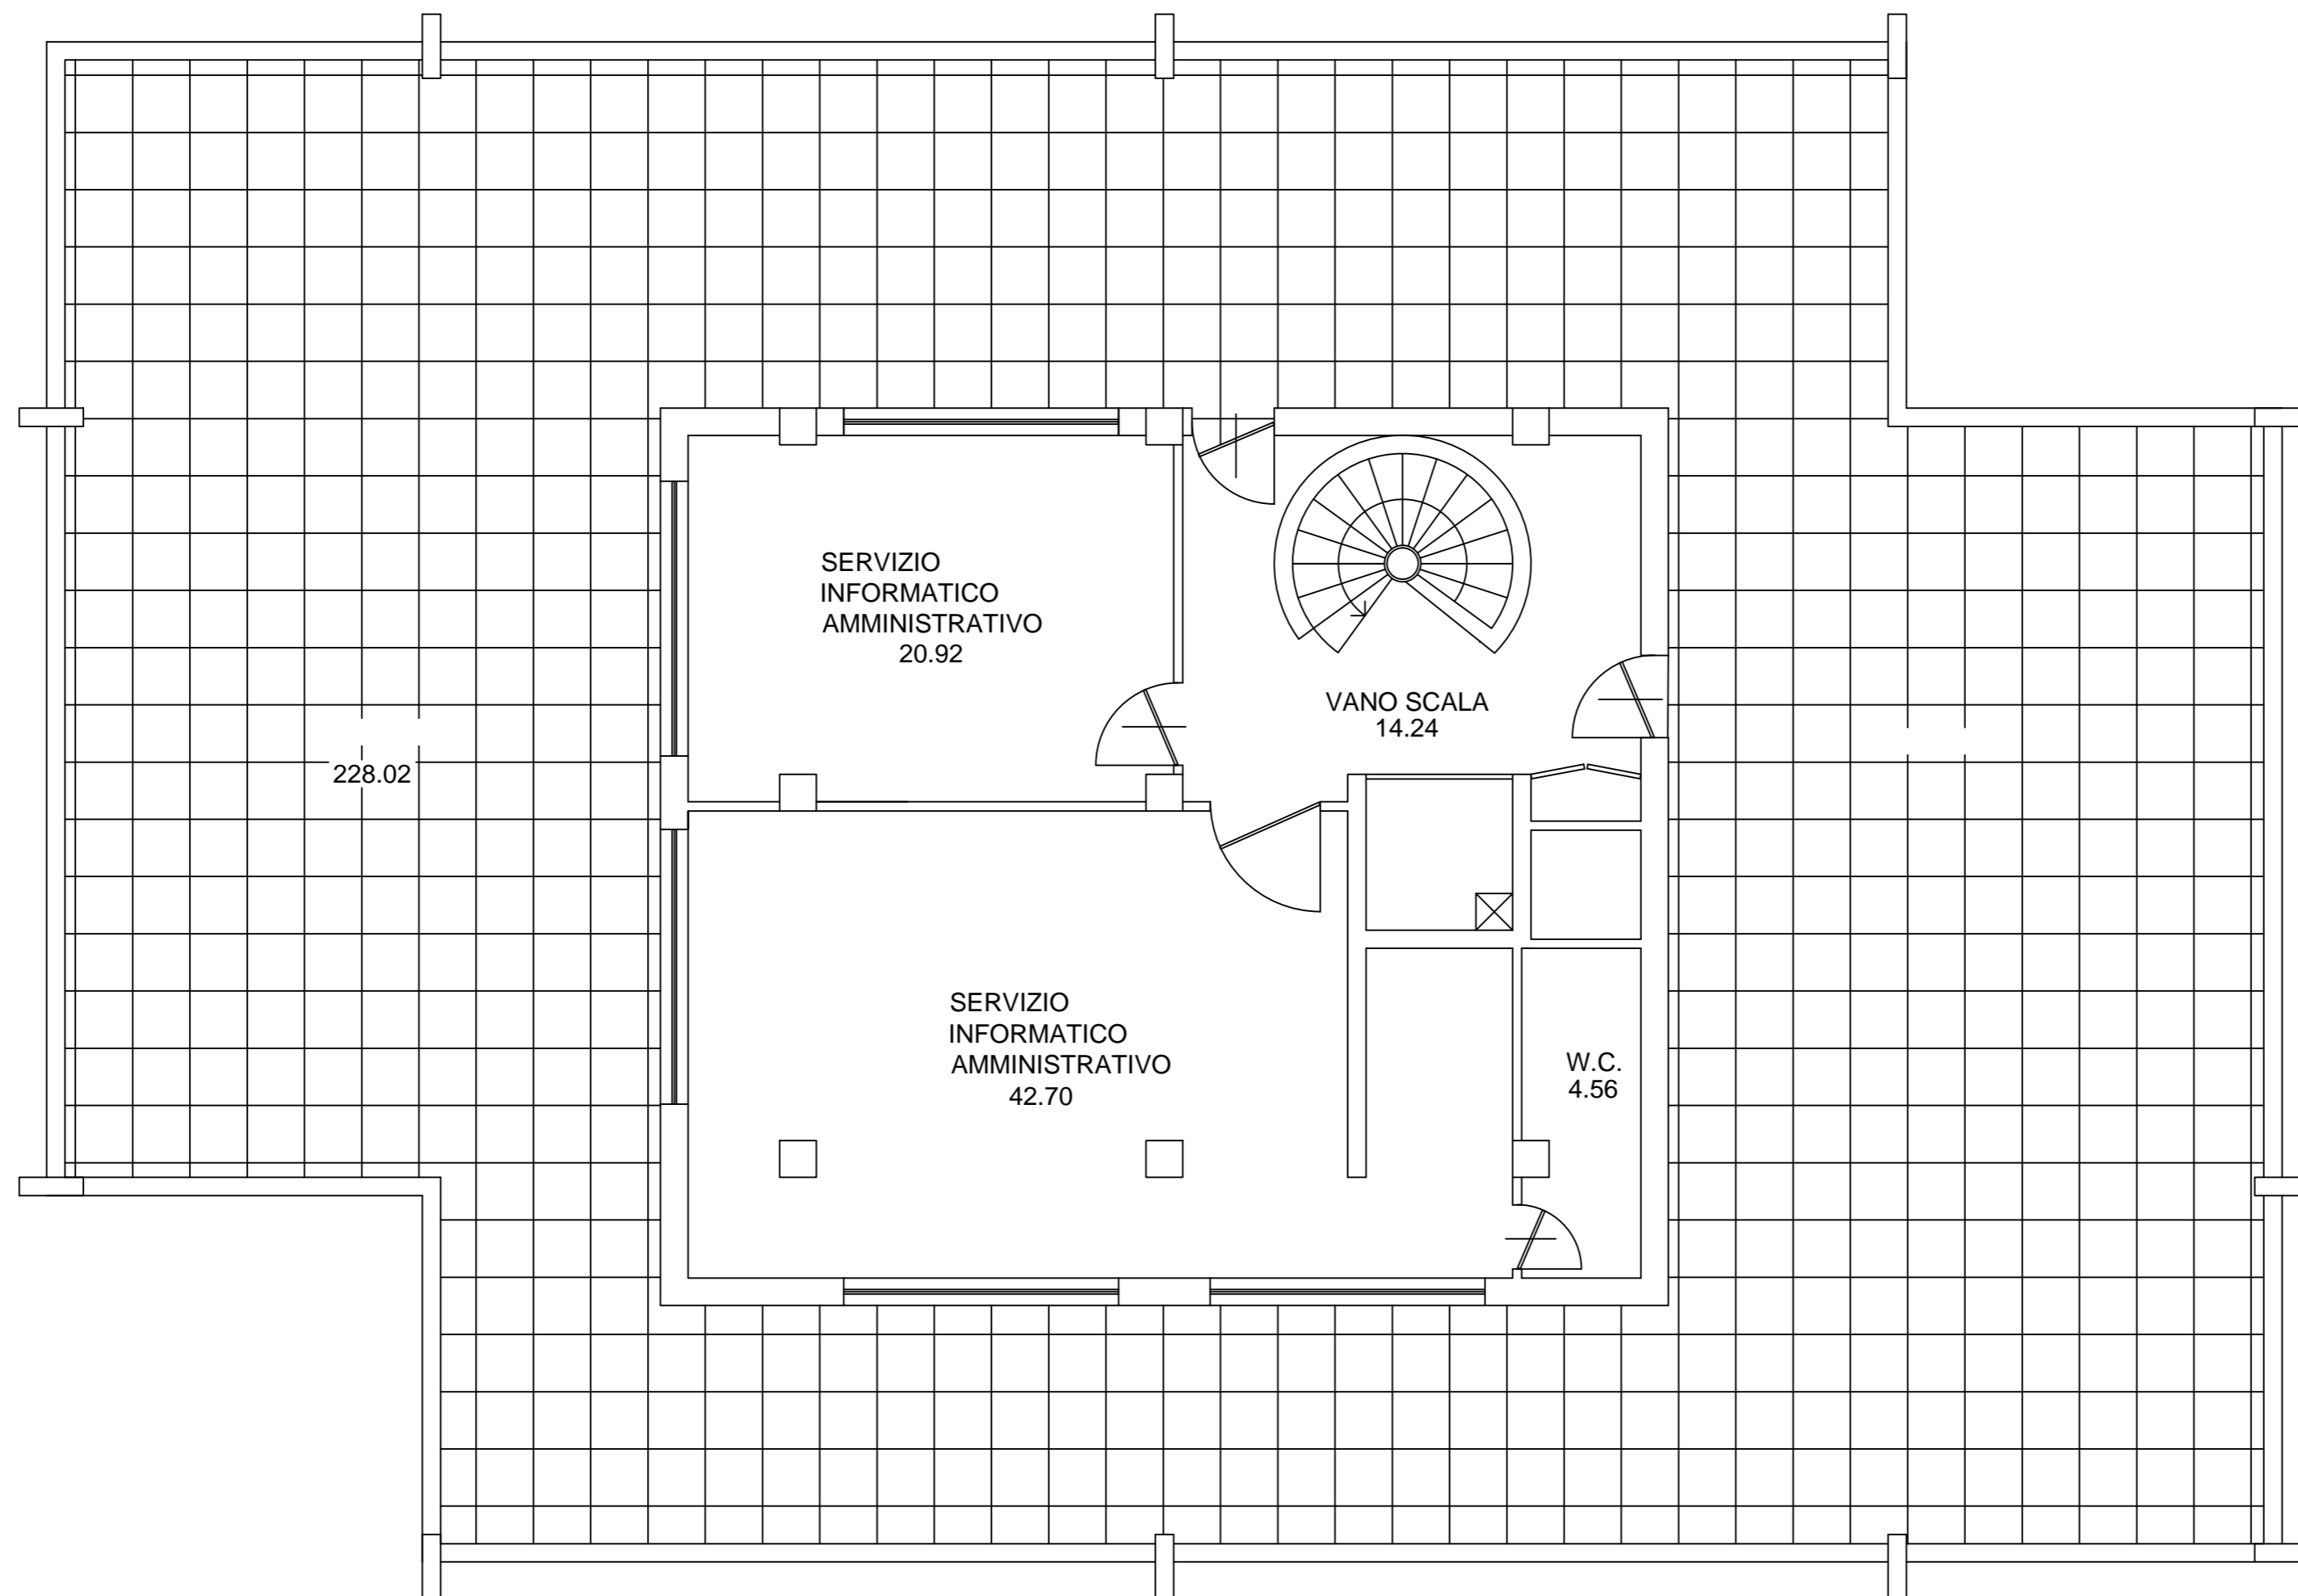 SERVIZIO
INFORMATICO
AMMINISTRATIVO
20.92
VANO SCALA
14.24
228.02
SERVIZIO
INFORMATICO
AMMINISTRATIVO
42.70
W.C.
4.56